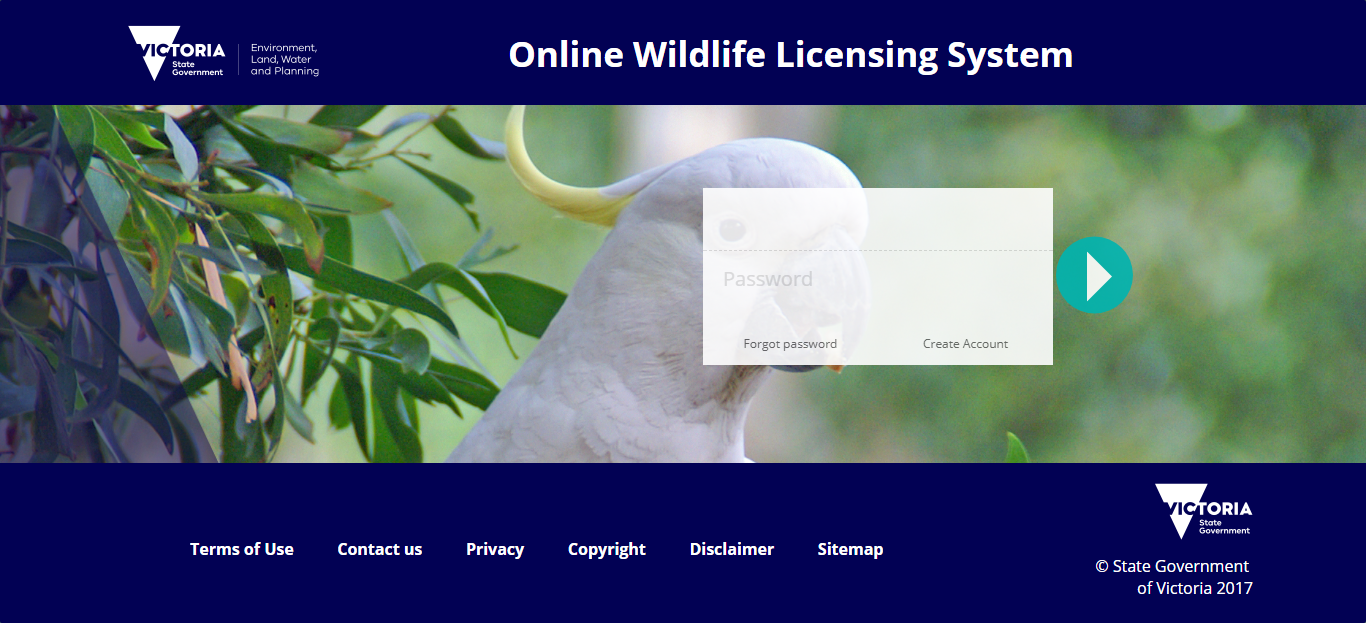 VICTORIA
State
Government
Environment,
Land, Water
and Planning
Online Wildlife Licensing System
Password
Forgot password
Create Account
Terms of Use
Contact us
Privacy
Copyright
Disclaimer
Sitemap
VICTORIA
State
Government
© State Government
of Victoria 2017